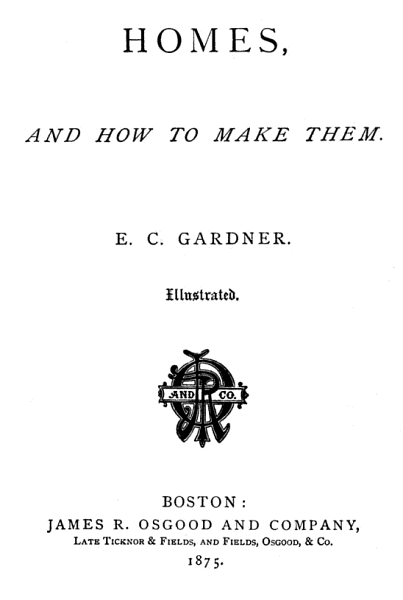 HOMES,
AND HOW TO MAKE THEM.
E. C. GARDNER.
Illustrated.
AND CO.
BOSTON:
JAMES R. OSGOOD AND COMPANY,
LATE TICKNOR & FIELDS, AND FIELDS, OSGOOD, & CO.
1875.